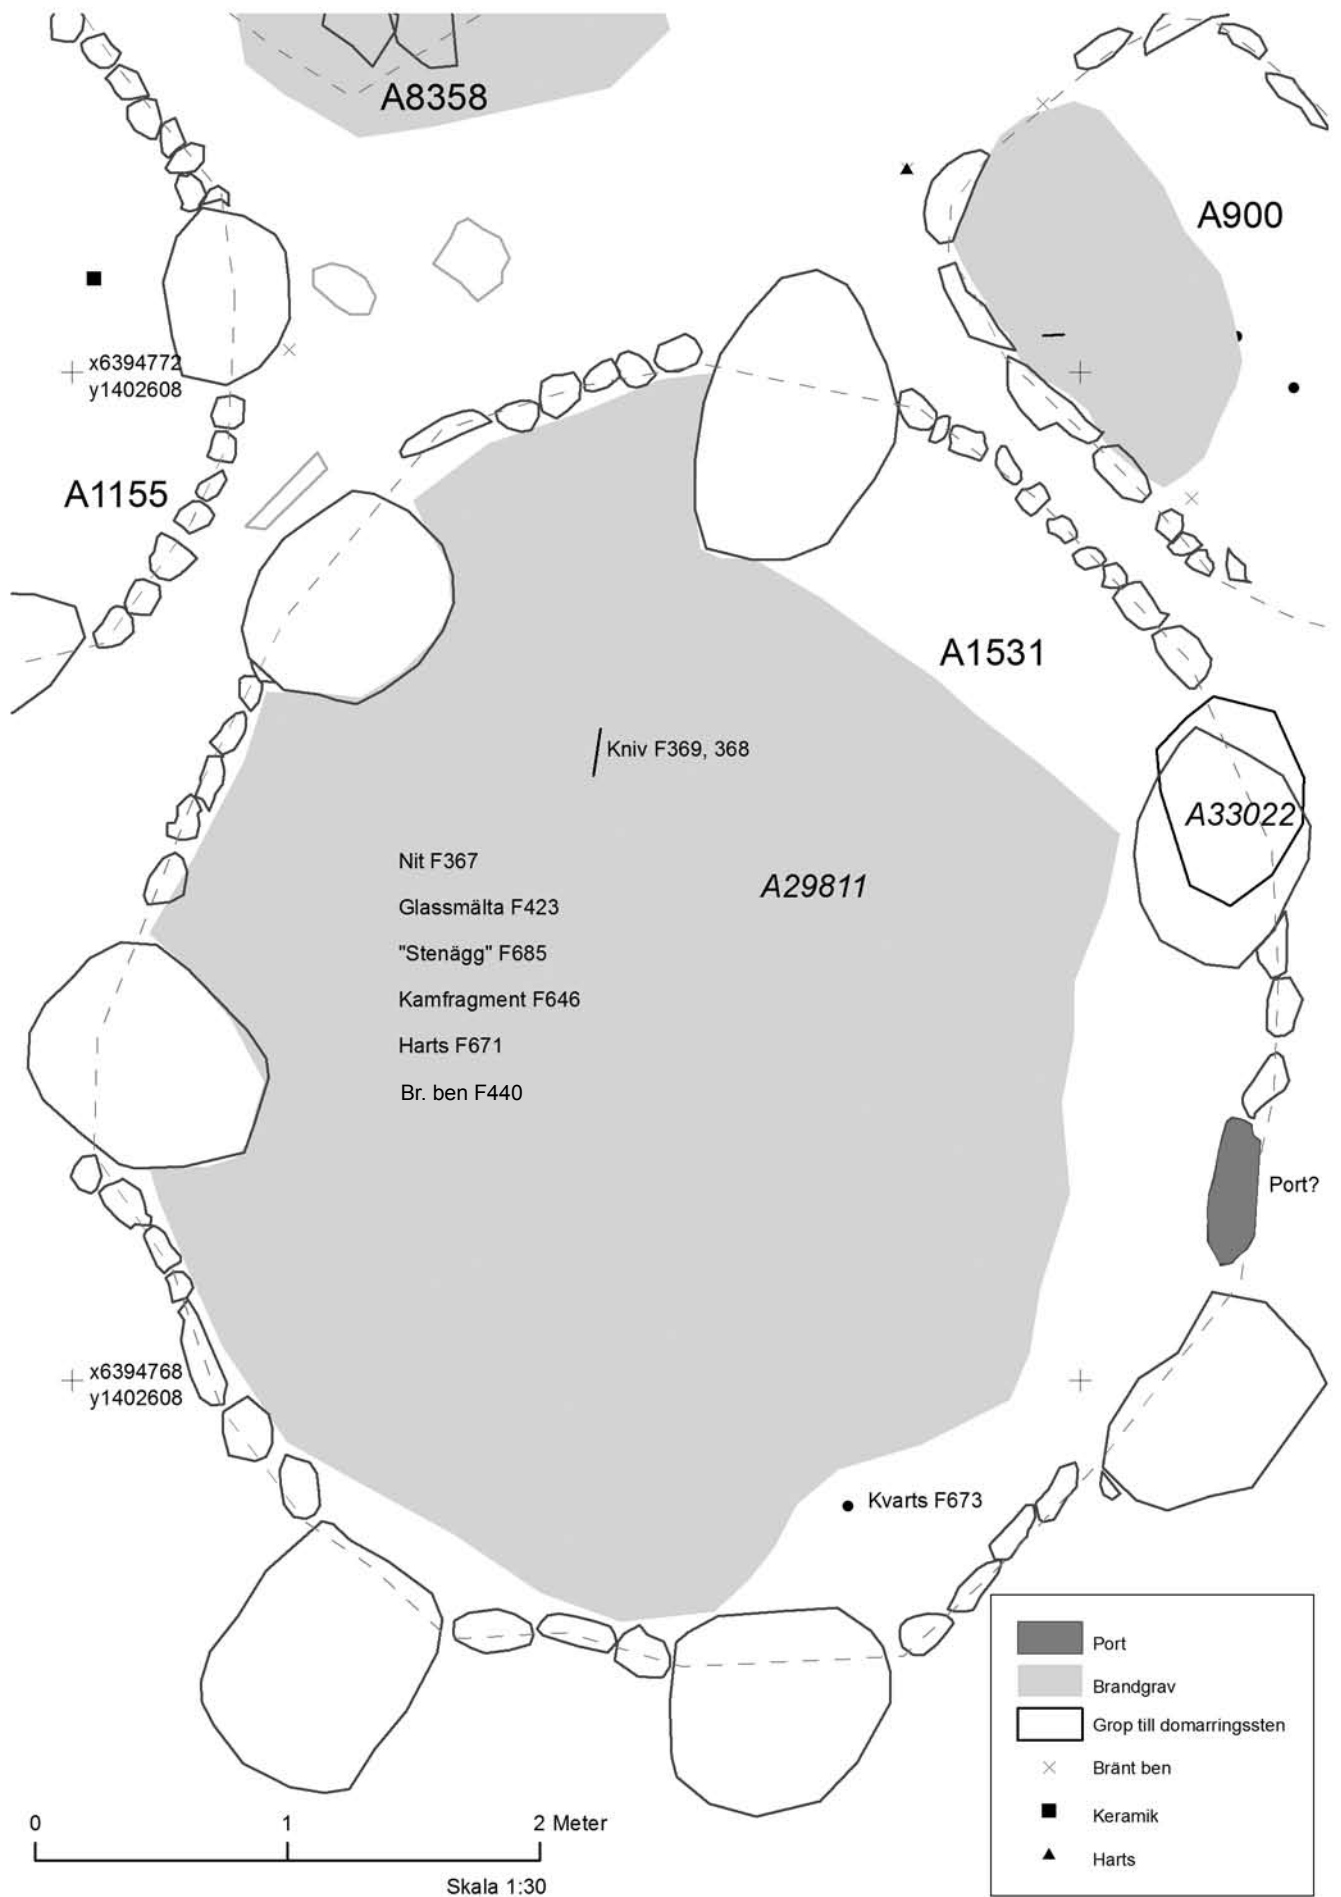 A8358
A900
x6394772
y1402608
A1155
A1531
Kniv F369, 368
A33022
Nit F367
A29811
Glassmälta F423
"Stenägg" F685
Kamfragment F646
Harts F671
Br. ben F440
Port?
x6394768
y1402608
Kvarts F673
Port
Brandgrav
Grop till domarringssten
Bränt ben
Keramik
Harts
0 1 2 Meter
Skala 1:30